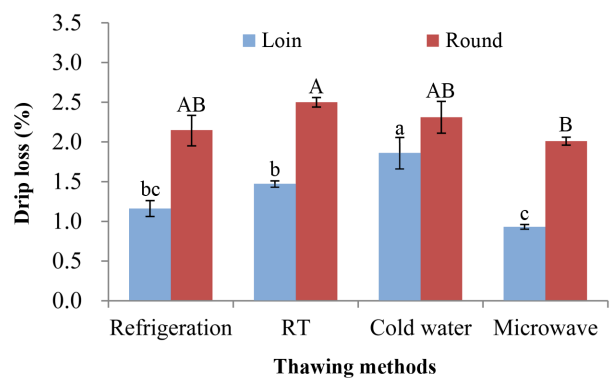 Loin
Round
Drip loss (%)
3.5
3.0
2.5
2.0
1.5
1.0
0.5
0.0
bc
AB
b
A
a
AB
c
B
Refrigeration
RT
Cold water
Microwave
Thawing methods